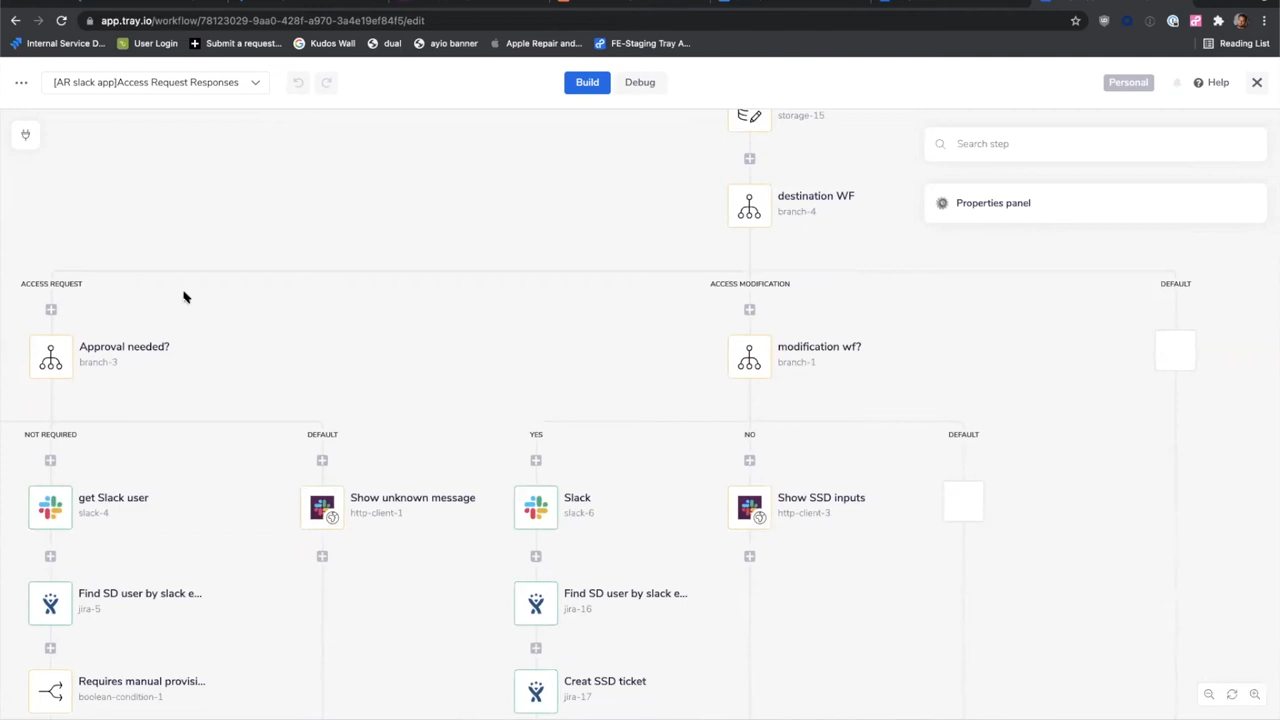 app.tray.io/workflow/78123029-9aa0-428f-a970-3a4e19ef84f5/edit
Internal Service D... User Login Submit a request... Kudos Wall dual ayio banner Apple Repair and... FE-Staging Tray A... Reading List
[AR slack app]Access Request Responses Build Debug Personal Help
storage-15
Search step
destination WF
branch-4
Properties panel
ACCESS REQUEST ACCESS MODIFICATION DEFAULT
Approval needed? modification wf?
branch-3 branch-1
NOT REQUIRED DEFAULT YES NO DEFAULT
get Slack user Show unknown message Slack Show SSD inputs
slack-4 http-client-1 slack-6 http-client-3
Find SD user by slack e... Find SD user by slack e...
jira-5 jira-16
Requires manual provisi... Creat SSD ticket
boolean-condition-1 jira-17